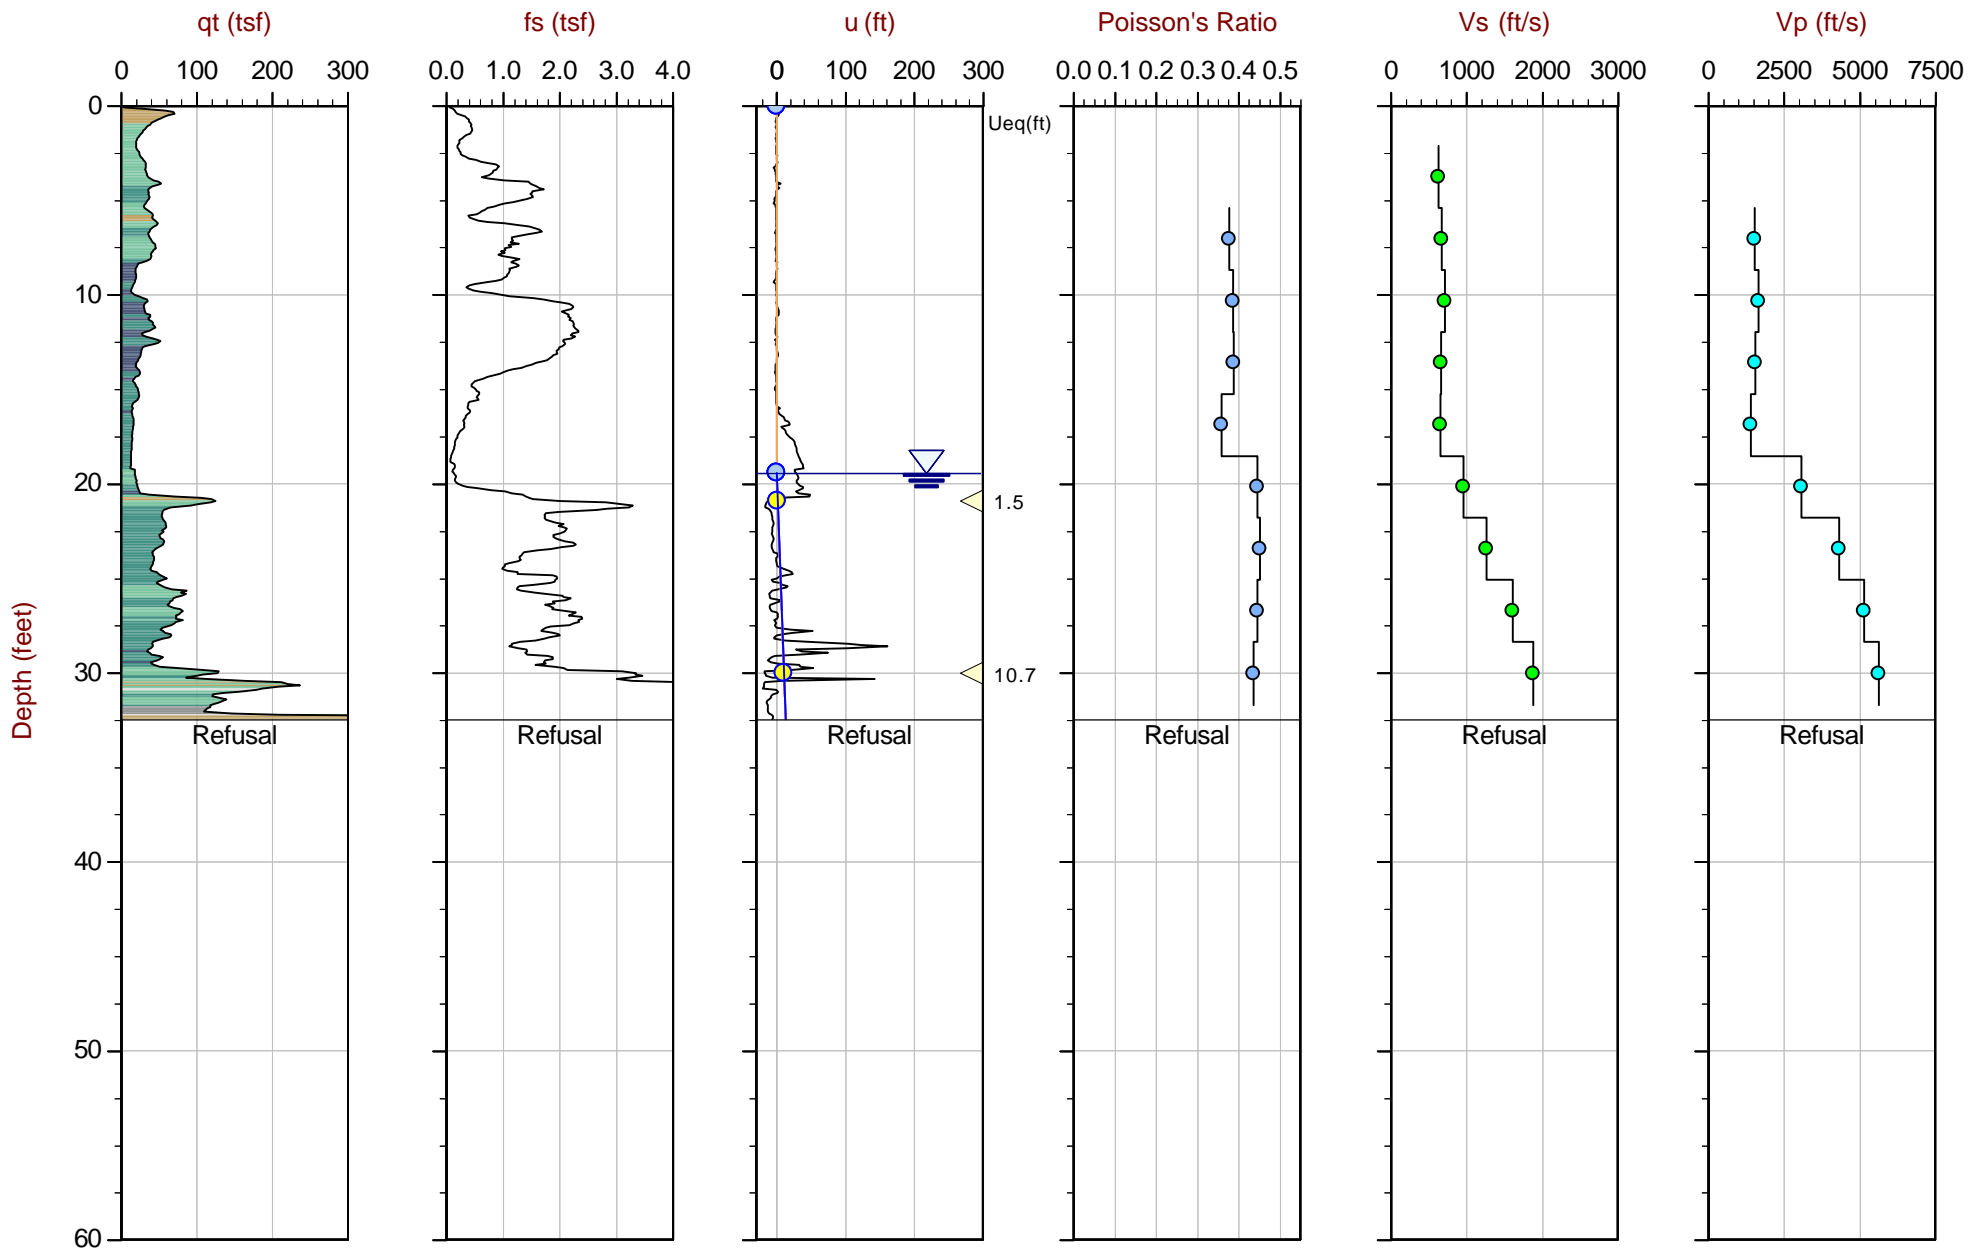 qt (tsf) fs (tsf) u (ft) Poisson's Ratio Vs (ft/s) Vp (ft/s)
0 100 200 300 0.0 1.0 2.0 3.0 4.0 0 100 200 300 0.0 0.1 0.2 0.3 0.4 0.5 0 1000 2000 3000 0 2500 5000 7500
0
Ueq(ft)
10
20
1.5
30
10.7
Refusal Refusal Refusal Refusal Refusal Refusal
40
50
60
Depth (feet)